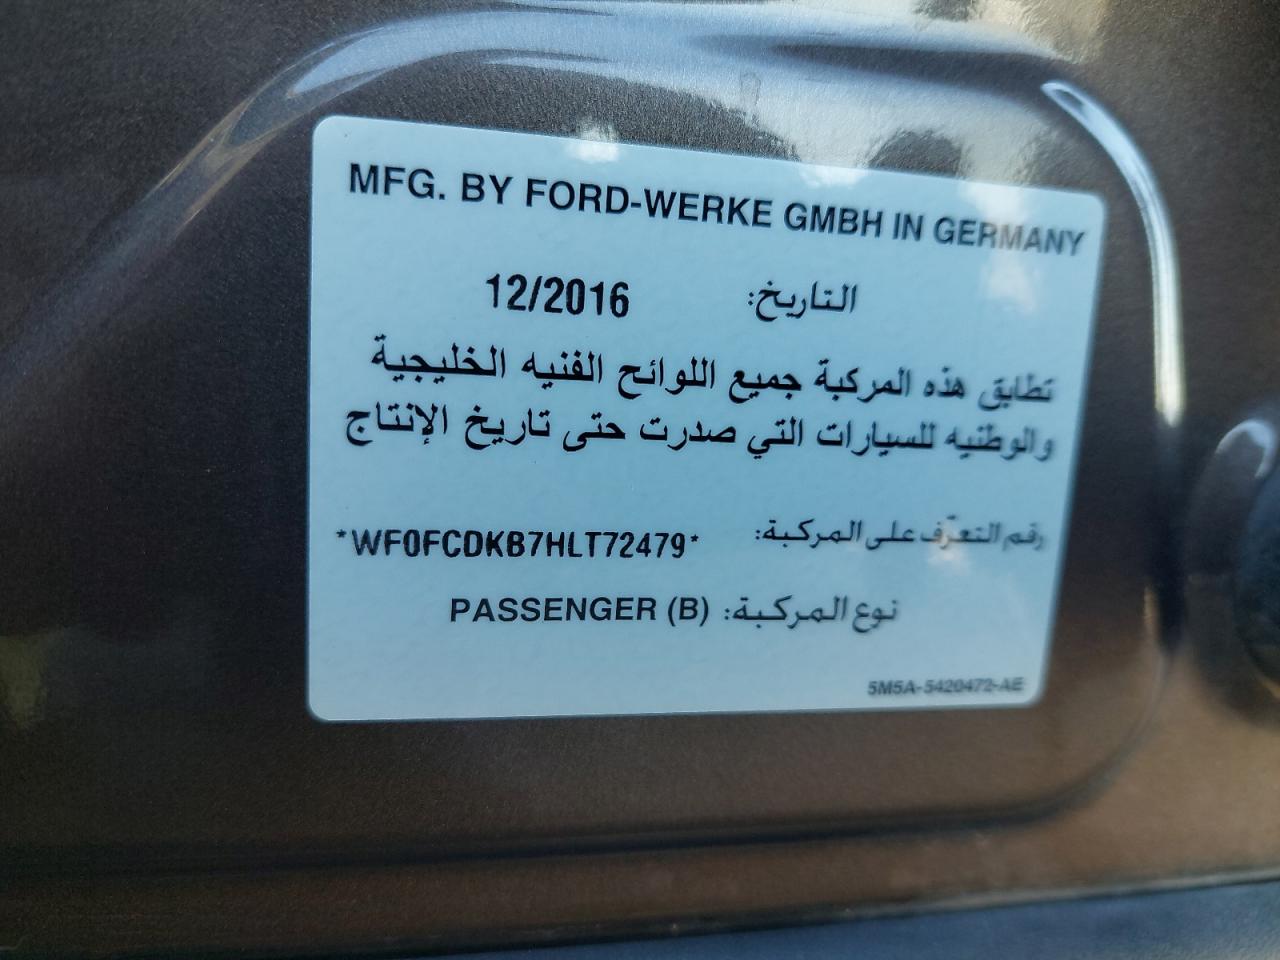 MFG. BY FORD-WERKE GMBH IN GERMANY
التاريخ: 12/2016
تطابق هذه المركبة جميع اللوائح الفنيه الخليجية
والوطنيه للسيارات التي صدرت حتى تاريخ الإنتاج
رقم التعرّف على المركبة: *WF0FCDKB7HLT72479*
نوع المركبة: PASSENGER (B)
5M5A-5420472-AE